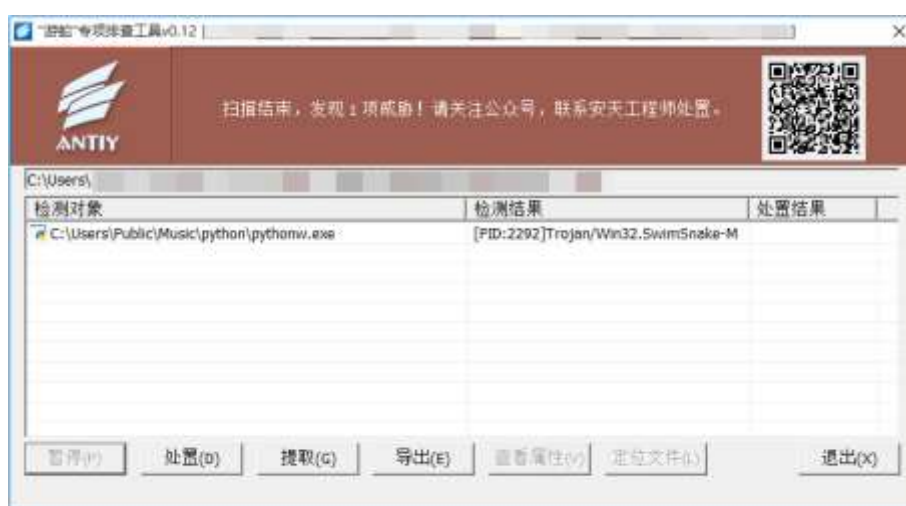 "游蛇"专项排查工具v0.12 [
ANTIY
扫描结束，发现1项威胁！请关注公众号，联系安天工程师处置。
C:\Users\
检测对象 检测结果 处置结果
C:\Users\Public\Music\python\pythonw.exe [PID:2292]Trojan/Win32.SwimSnake-M
暂停(P) 处置(D) 提取(G) 导出(E) 查看属性(V) 定位文件(L) 退出(X)